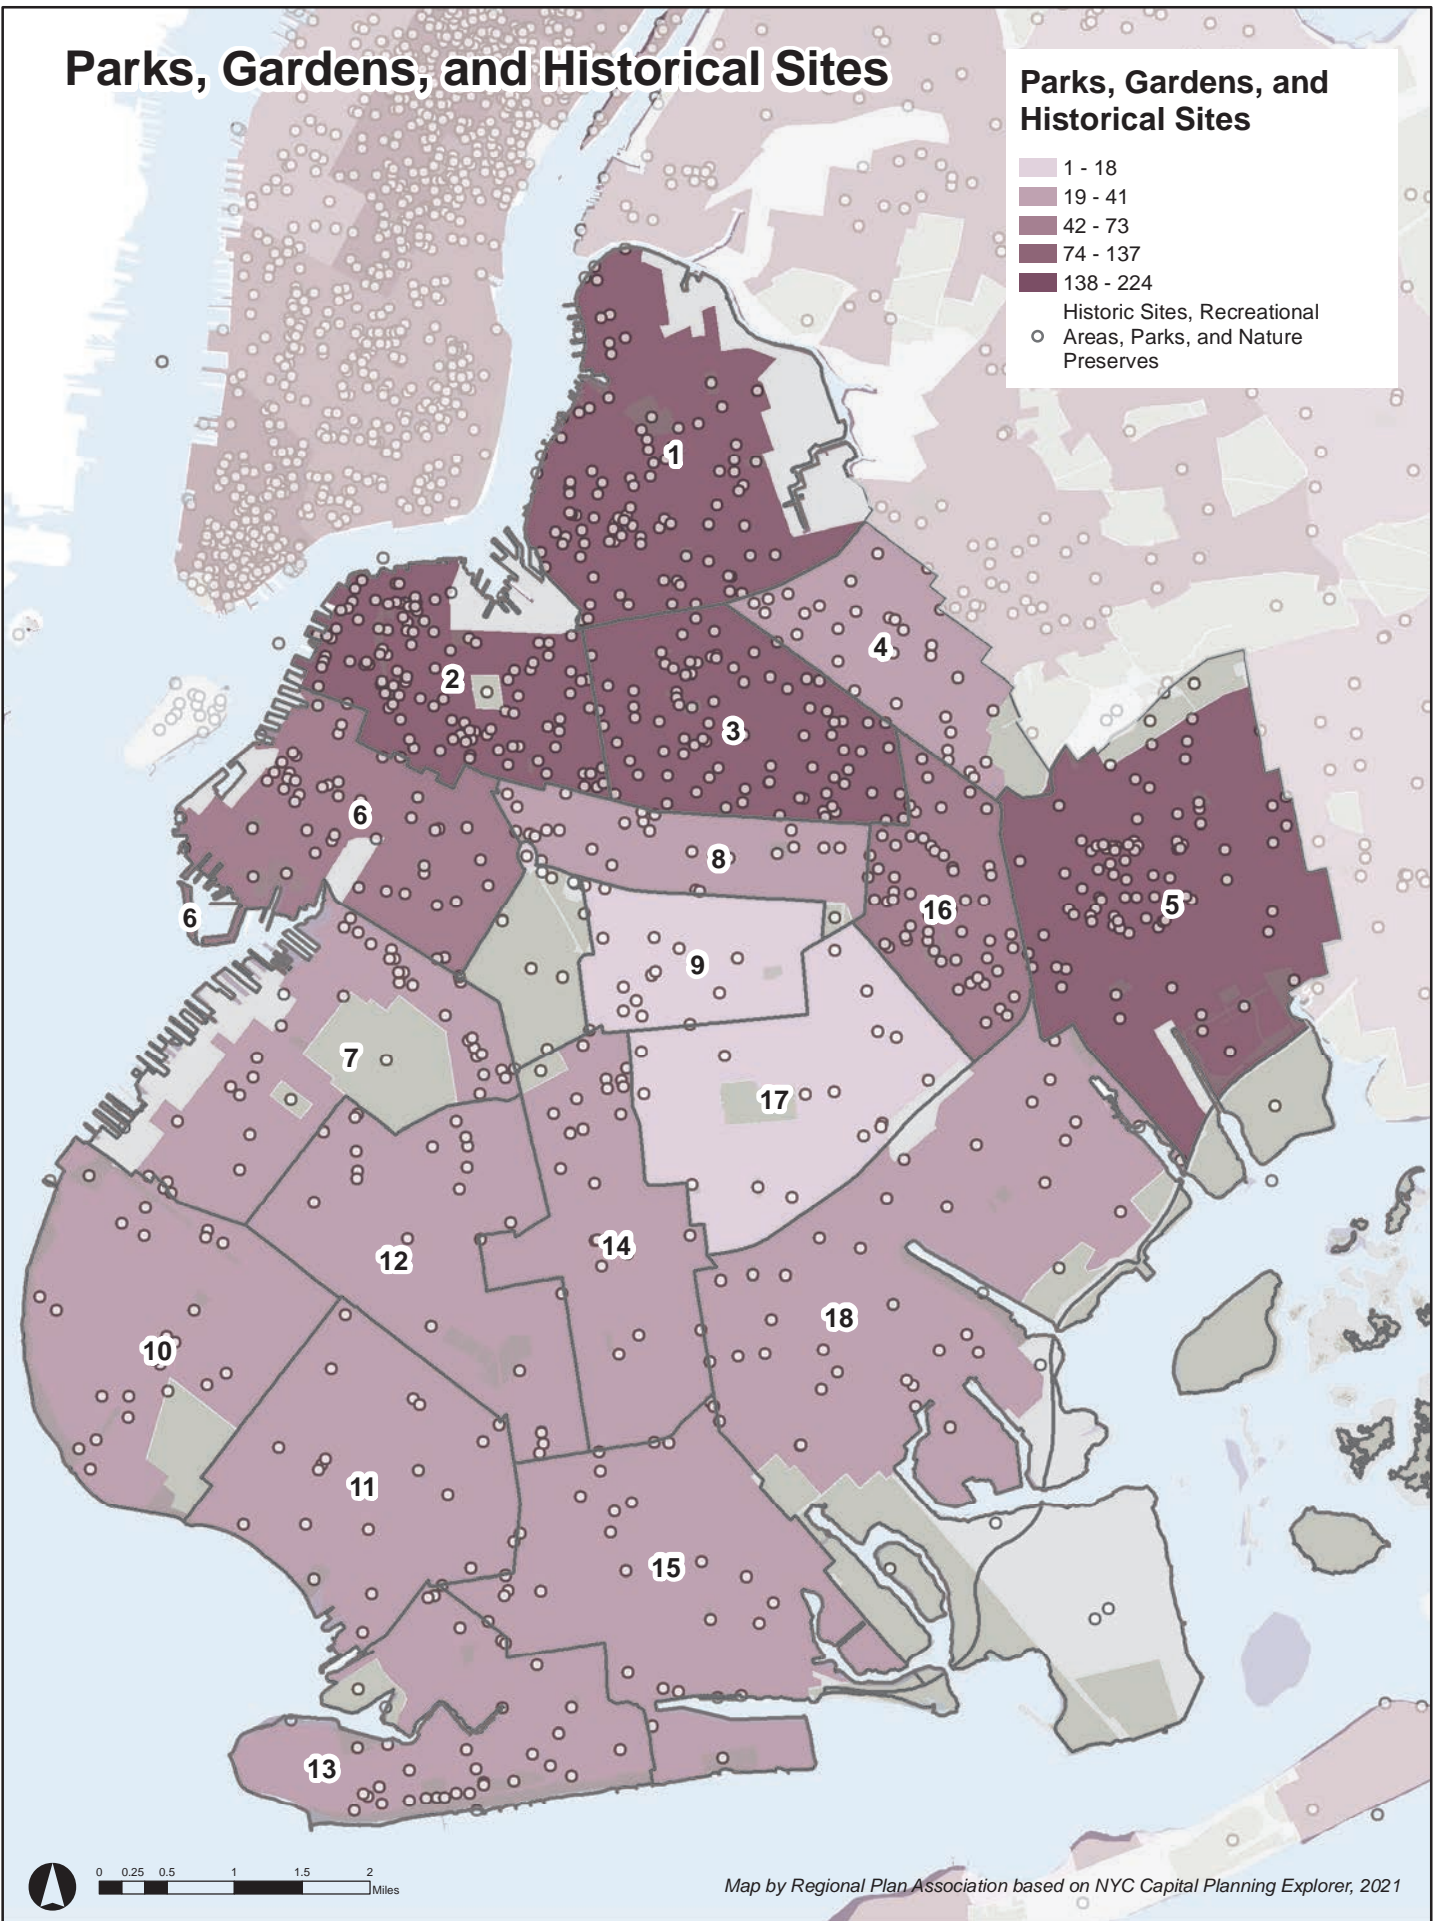 Parks, Gardens, and Historical Sites
Parks, Gardens, and
Historical Sites
1 - 18
19 - 41
42 - 73
74 - 137
138 - 224
Historic Sites, Recreational
Areas, Parks, and Nature
Preserves
1
4
2
3
6
8
5
16
6
9
7
17
12
14
18
10
11
15
13
0 0.25 0.5 1 1.5 2
Miles
Map by Regional Plan Association based on NYC Capital Planning Explorer, 2021